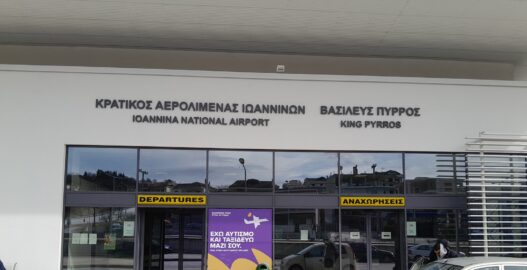 ΚΡΑΤΙΚΟΣ ΑΕΡΟΛΙΜΕΝΑΣ ΙΩΑΝΝΙΝΩΝ ΒΑΣΙΛΕΥΣ ΠΥΡΡΟΣ
IOANNINA NATIONAL AIRPORT KING PYRROS
DEPARTURES
ΑΝΑΧΩΡΗΣΕΙΣ
ΕΧΩ ΑΥΤΙΣΜΟ
ΚΑΙ ΤΑΞΙΔΕΥΩ
ΜΑΖΙ ΣΟΥ.